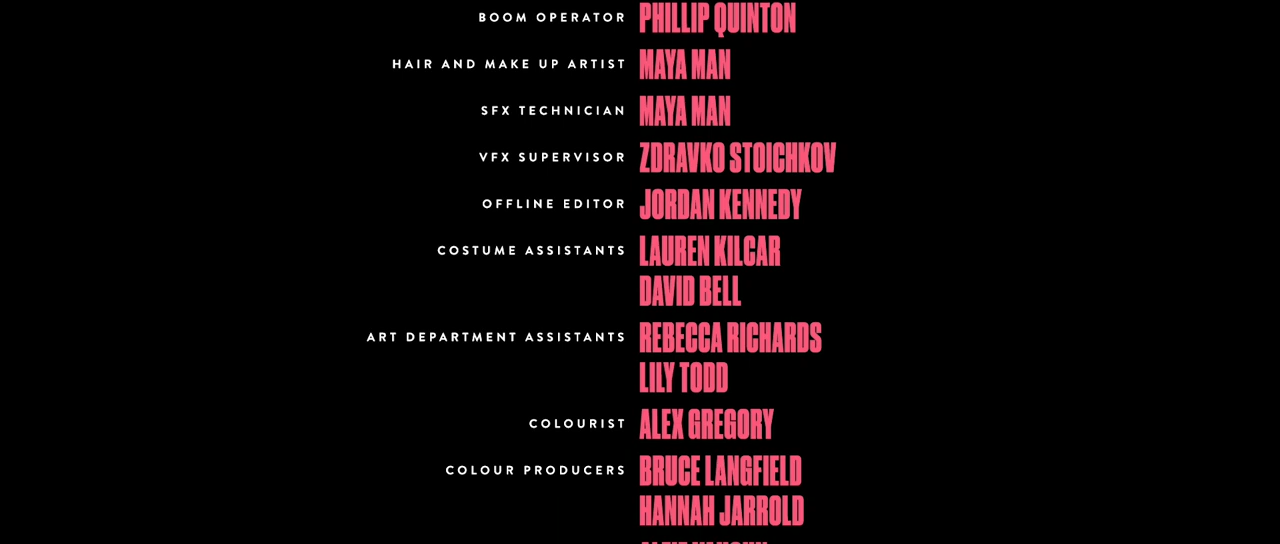 BOOM OPERATOR PHILLIP QUINTON
HAIR AND MAKE UP ARTIST MAYA MAN
SFX TECHNICIAN MAYA MAN
VFX SUPERVISOR ZDRAVKO STOICHKOV
OFFLINE EDITOR JORDAN KENNEDY
COSTUME ASSISTANTS LAUREN KILCAR
DAVID BELL
ART DEPARTMENT ASSISTANTS REBECCA RICHARDS
LILY TODD
COLOURIST ALEX GREGORY
COLOUR PRODUCERS BRUCE LANGFIELD
HANNAH JARROLD